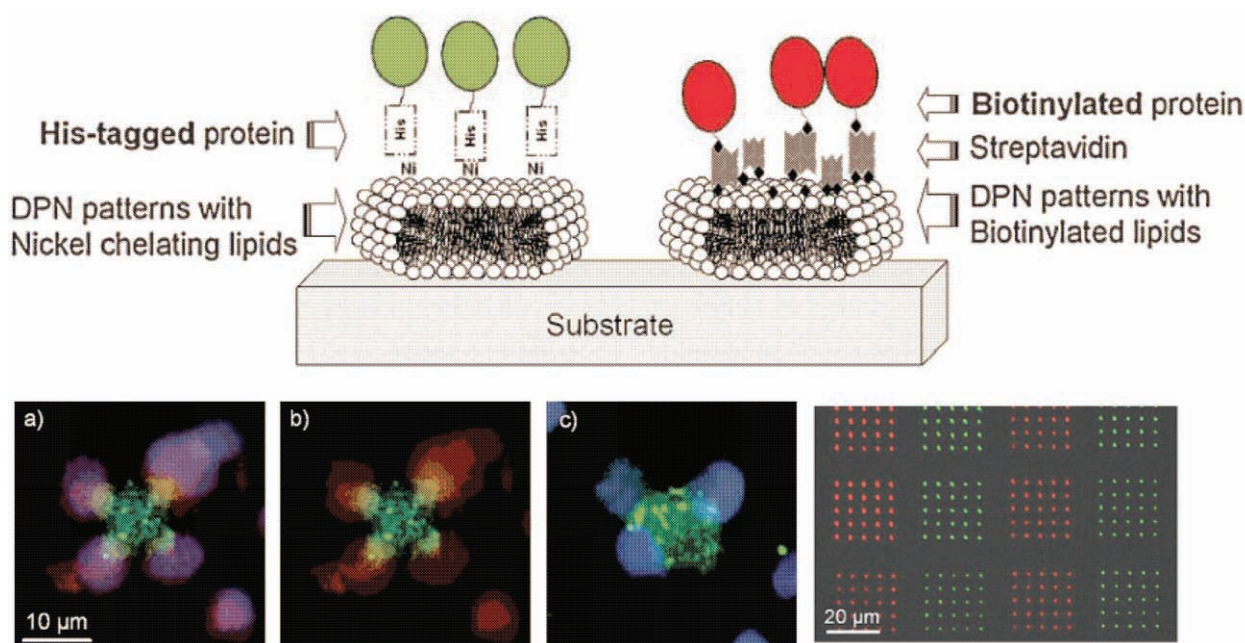 His-tagged protein
DPN patterns with
Nickel chelating lipids
His
His
His
Ni
Ni
Ni
Biotinylated protein
Streptavidin
DPN patterns with
Biotinylated lipids
Substrate
a)
10 µm
b)
c)
20 µm